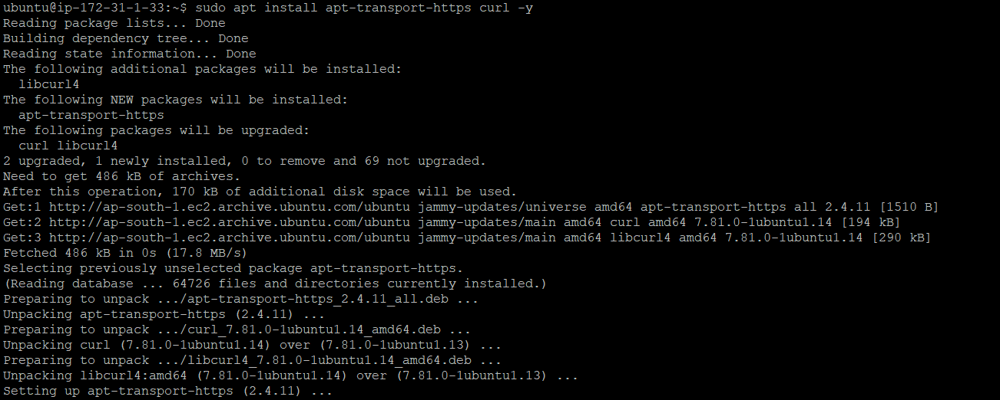 ubuntu@ip-172-31-1-33:~$ sudo apt install apt-transport-https curl -y
Reading package lists... Done
Building dependency tree... Done
Reading state information... Done
The following additional packages will be installed:
  libcurl4
The following NEW packages will be installed:
  apt-transport-https
The following packages will be upgraded:
  curl libcurl4
2 upgraded, 1 newly installed, 0 to remove and 69 not upgraded.
Need to get 486 kB of archives.
After this operation, 170 kB of additional disk space will be used.
Get:1 http://ap-south-1.ec2.archive.ubuntu.com/ubuntu jammy-updates/universe amd64 apt-transport-https all 2.4.11 [1510 B]
Get:2 http://ap-south-1.ec2.archive.ubuntu.com/ubuntu jammy-updates/main amd64 curl amd64 7.81.0-1ubuntu1.14 [194 kB]
Get:3 http://ap-south-1.ec2.archive.ubuntu.com/ubuntu jammy-updates/main amd64 libcurl4 amd64 7.81.0-1ubuntu1.14 [290 kB]
Fetched 486 kB in 0s (17.8 MB/s)
Selecting previously unselected package apt-transport-https.
(Reading database ... 64726 files and directories currently installed.)
Preparing to unpack .../apt-transport-https_2.4.11_all.deb ...
Unpacking apt-transport-https (2.4.11) ...
Preparing to unpack .../curl_7.81.0-1ubuntu1.14_amd64.deb ...
Unpacking curl (7.81.0-1ubuntu1.14) over (7.81.0-1ubuntu1.13) ...
Preparing to unpack .../libcurl4_7.81.0-1ubuntu1.14_amd64.deb ...
Unpacking libcurl4:amd64 (7.81.0-1ubuntu1.14) over (7.81.0-1ubuntu1.13) ...
Setting up apt-transport-https (2.4.11) ...